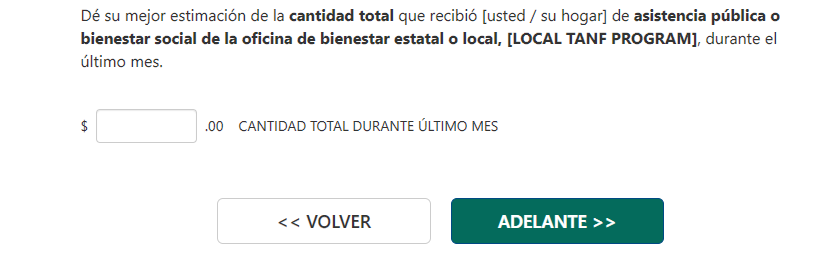 Dé su mejor estimación de la cantidad total que recibió [usted / su hogar] de asistencia pública o
bienestar social de la oficina de bienestar estatal o local, [LOCAL TANF PROGRAM], durante el
último mes.
$ .00 CANTIDAD TOTAL DURANTE ÚLTIMO MES
<< VOLVER ADELANTE >>